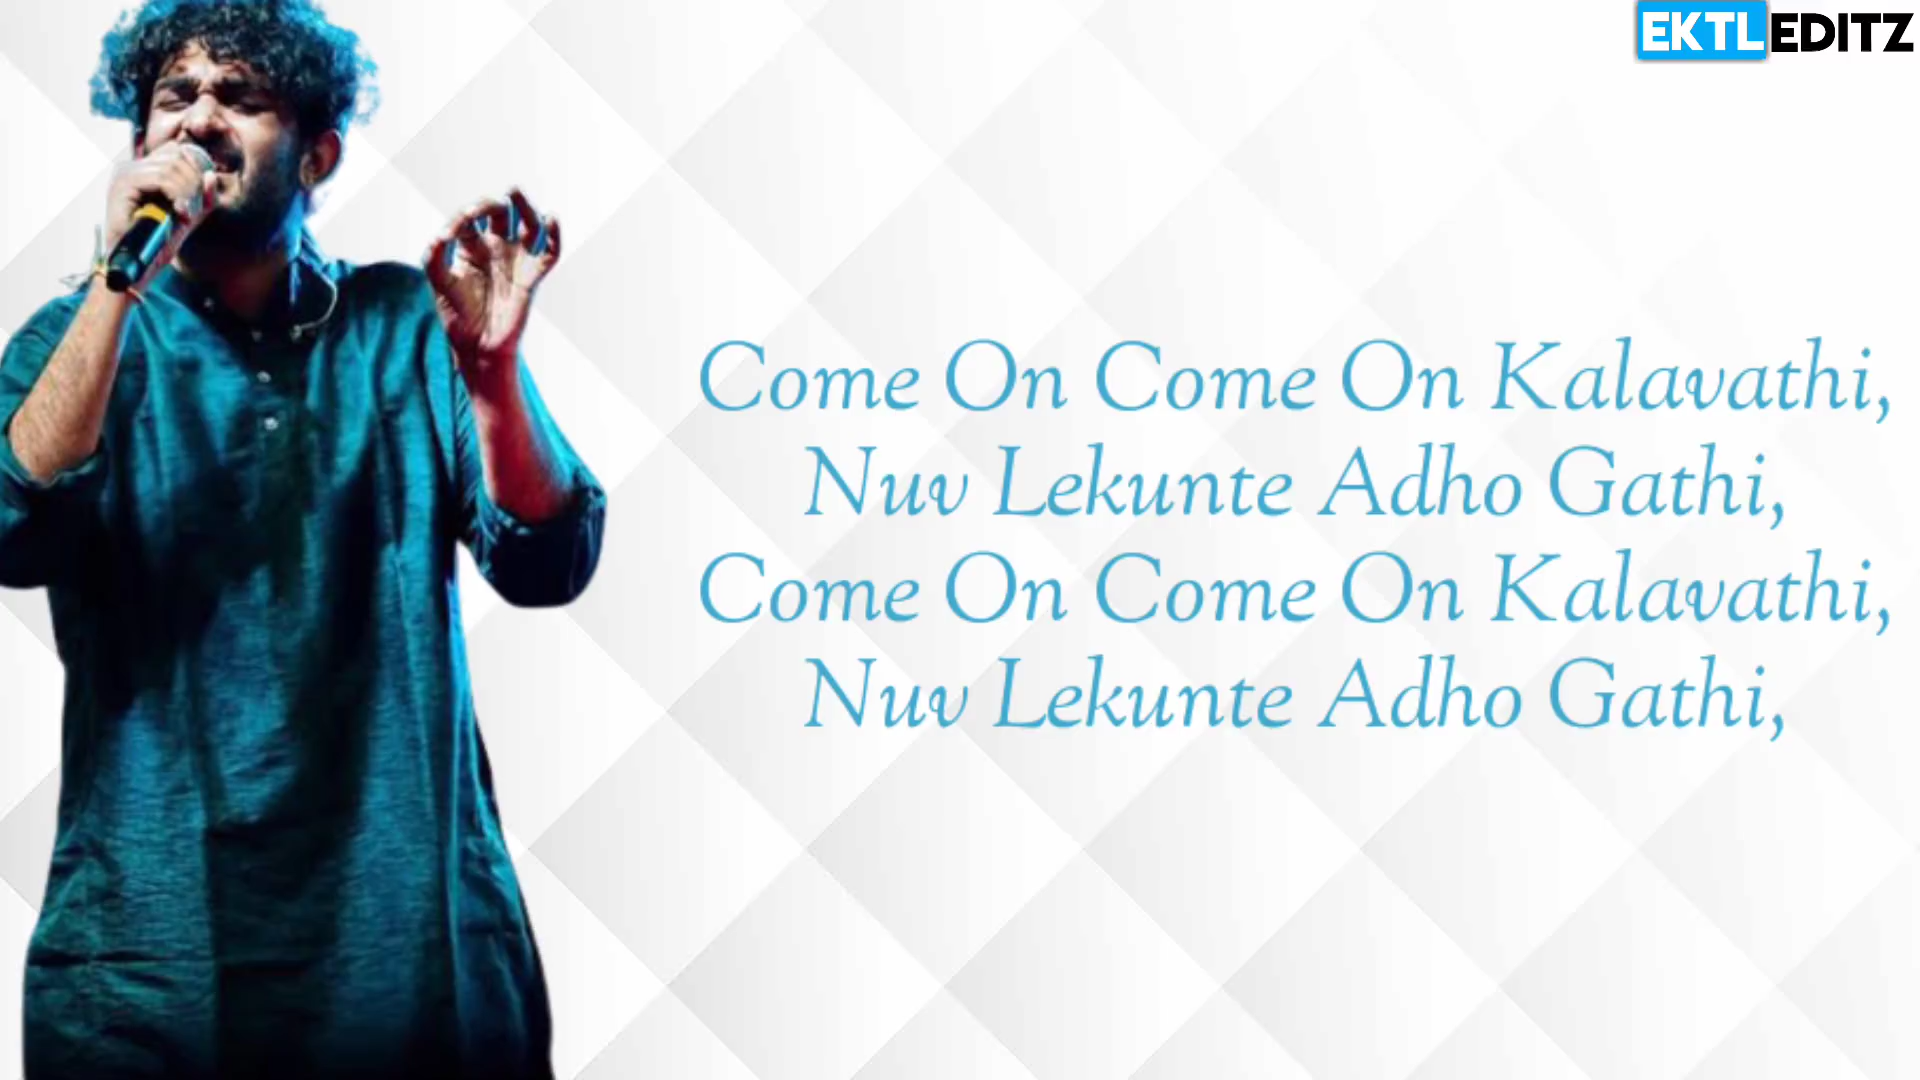 EKTLEDITZ
Come On Come On Kalavathi,
Nuv Lekunte Adho Gathi,
Come On Come On Kalavathi,
Nuv Lekunte Adho Gathi,